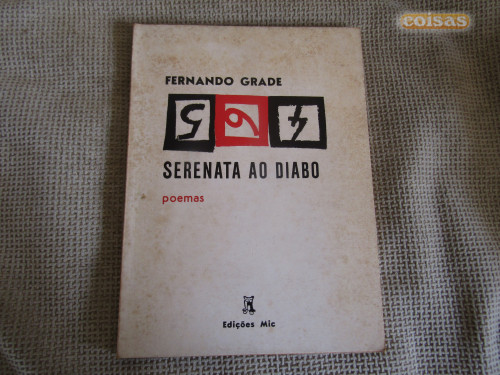 coisas
FERNANDO GRADE
SERENATA AO DIABO
poemas
Edições Mic